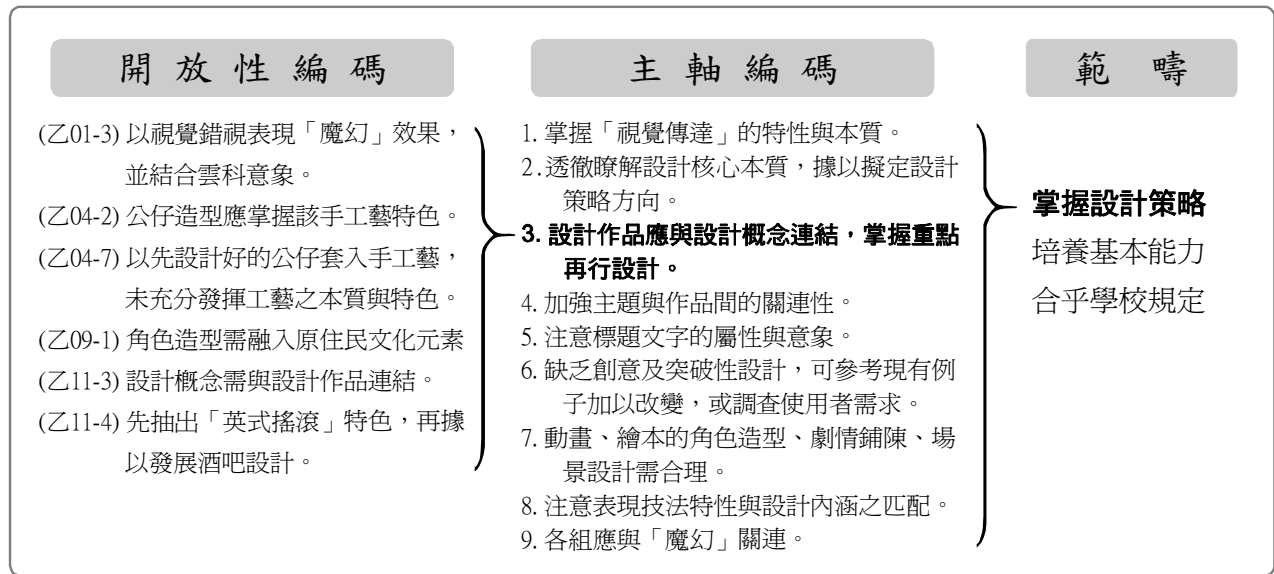 開放性編碼
(乙01-3) 以視覺錯視表現「魔幻」效果，
並結合雲科意象。
(乙04-2) 公仔造型應掌握該手工藝特色。
(乙04-7) 以先設計好的公仔套入手工藝，
未充分發揮工藝之本質與特色。
(乙09-1) 角色造型需融入原住民文化元素
(乙11-3) 設計概念需與設計作品連結。
(乙11-4) 先抽出「英式搖滾」特色，再據
以發展酒吧設計。
主軸編碼
1. 掌握「視覺傳達」的特性與本質。
2.透徹瞭解設計核心本質，據以擬定設計
策略方向。
3. 設計作品應與設計概念連結，掌握重點
再行設計。
4. 加強主題與作品間的關連性。
5. 注意標題文字的屬性與意象。
6. 缺乏創意及突破性設計，可參考現有例
子加以改變，或調查使用者需求。
7. 動畫、繪本的角色造型、劇情鋪陳、場
景設計需合理。
8. 注意表現技法特性與設計內涵之匹配。
9. 各組應與「魔幻」關連。
範疇
掌握設計策略
培養基本能力
合乎學校規定